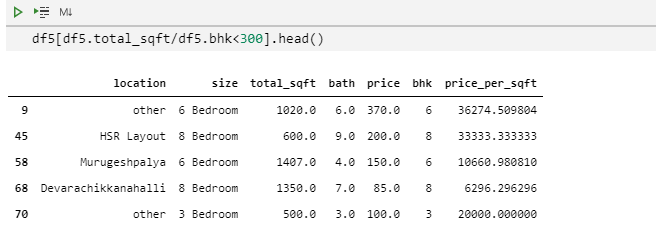 M↓
df5[df5.total_sqft/df5.bhk<300].head()
location size total_sqft bath price bhk price_per_sqft
9 other 6 Bedroom 1020.0 6.0 370.0 6 36274.509804
45 HSR Layout 8 Bedroom 600.0 9.0 200.0 8 33333.333333
58 Murugeshpalya 6 Bedroom 1407.0 4.0 150.0 6 10660.980810
68 Devarachikkanahalli 8 Bedroom 1350.0 7.0 85.0 8 6296.296296
70 other 3 Bedroom 500.0 3.0 100.0 3 20000.000000